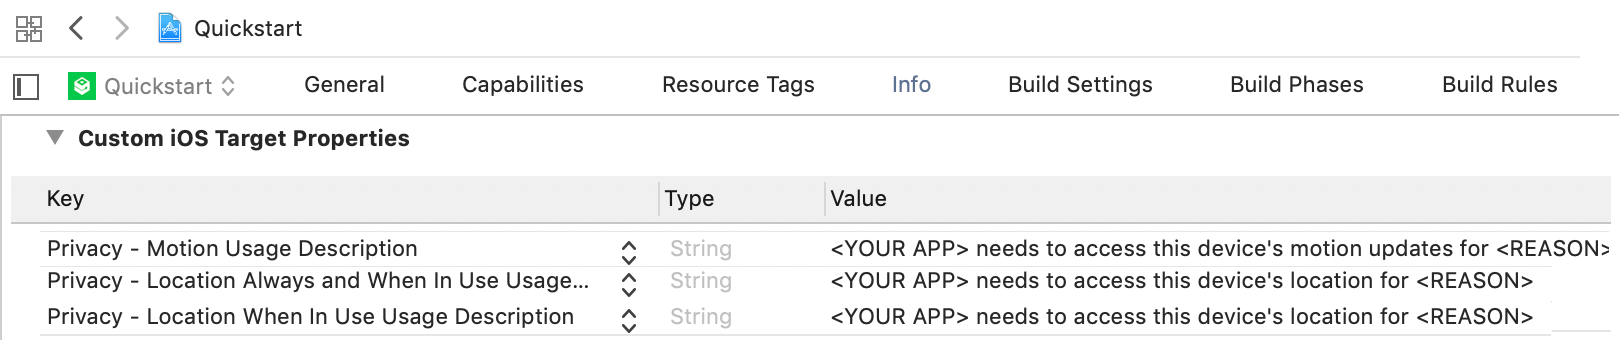 Quickstart
Quickstart General Capabilities Resource Tags Info Build Settings Build Phases Build Rules
Custom iOS Target Properties
Key Type Value
Privacy - Motion Usage Description String <YOUR APP> needs to access this device's motion updates for <REASON>
Privacy - Location Always and When In Use Usage... String <YOUR APP> needs to access this device's location for <REASON>
Privacy - Location When In Use Usage Description String <YOUR APP> needs to access this device's location for <REASON>